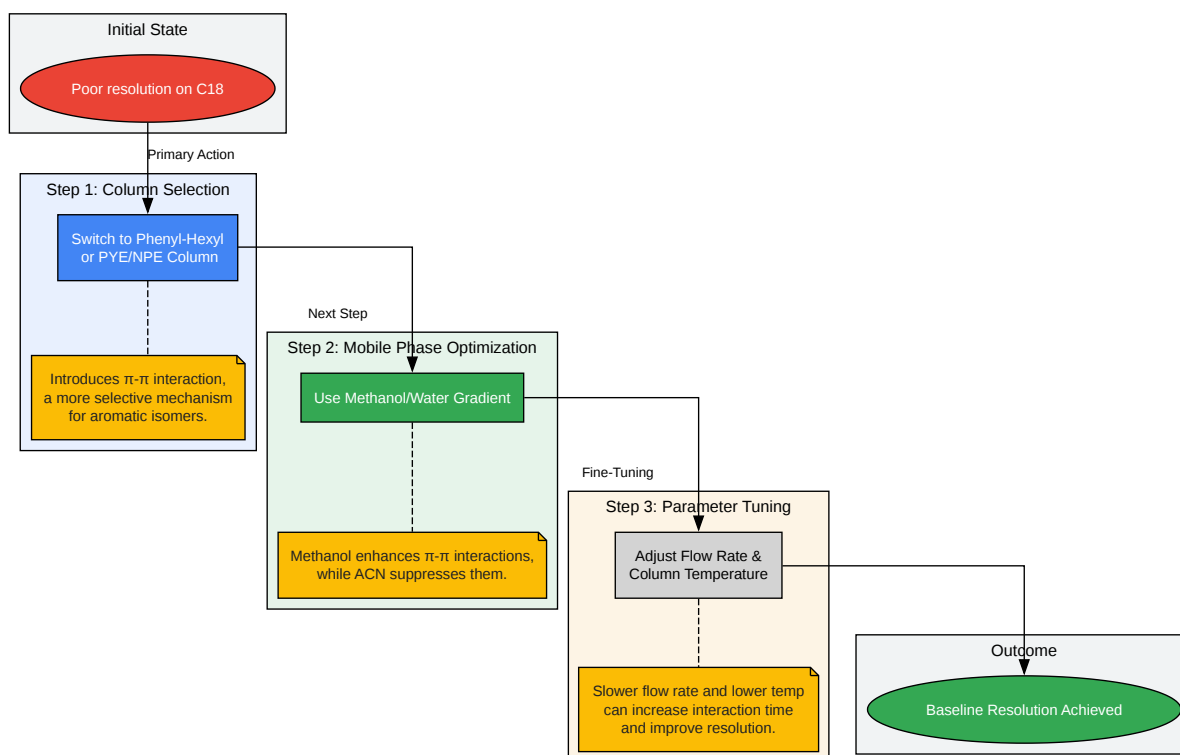 Initial State
Poor resolution on C18
Primary Action
Step 1: Column Selection
Switch to Phenyl-Hexyl
or PYE/NPE Column
Introduces π-π interaction,
a more selective mechanism
for aromatic isomers.
Next Step
Step 2: Mobile Phase Optimization
Use Methanol/Water Gradient
Methanol enhances π-π interactions,
while ACN suppresses them.
Fine-Tuning
Step 3: Parameter Tuning
Adjust Flow Rate &
Column Temperature
Slower flow rate and lower temp
can increase interaction time
and improve resolution.
Outcome
Baseline Resolution Achieved